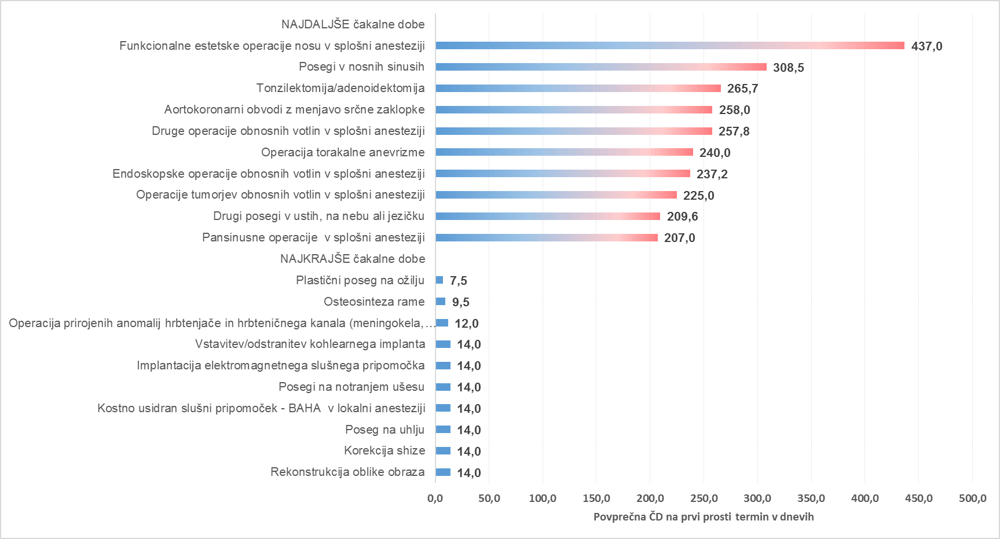 NAJDALJŠE čakalne dobe
Funkcionalne estetske operacije nosu v splošni anesteziji 437,0
Posegi v nosnih sinusih 308,5
Tonzilektomija/adenoidektomija 265,7
Aortokoronarni obvodi z menjavo srčne zaklopke 258,0
Druge operacije obnosnih votlin v splošni anesteziji 257,8
Operacija torakalne anevrizme 240,0
Endoskopske operacije obnosnih votlin v splošni anesteziji 237,2
Operacije tumorjev obnosnih votlin v splošni anesteziji 225,0
Drugi posegi v ustih, na nebu ali jezičku 209,6
Pansinusne operacije  v splošni anesteziji 207,0
NAJKRAJŠE čakalne dobe
Plastični poseg na ožilju 7,5
Osteosinteza rame 9,5
Operacija prirojenih anomalij hrbtenjače in hrbteničnega kanala (meningokela,… 12,0
Vstavitev/odstranitev kohlearnega implanta 14,0
Implantacija elektromagnetnega slušnega pripomočka 14,0
Posegi na notranjem ušesu 14,0
Kostno usidran slušni pripomoček - BAHA  v lokalni anesteziji 14,0
Poseg na uhlju 14,0
Korekcija shize 14,0
Rekonstrukcija oblike obraza 14,0
0,0 50,0 100,0 150,0 200,0 250,0 300,0 350,0 400,0 450,0 500,0
Povprečna ČD na prvi prosti termin v dnevih